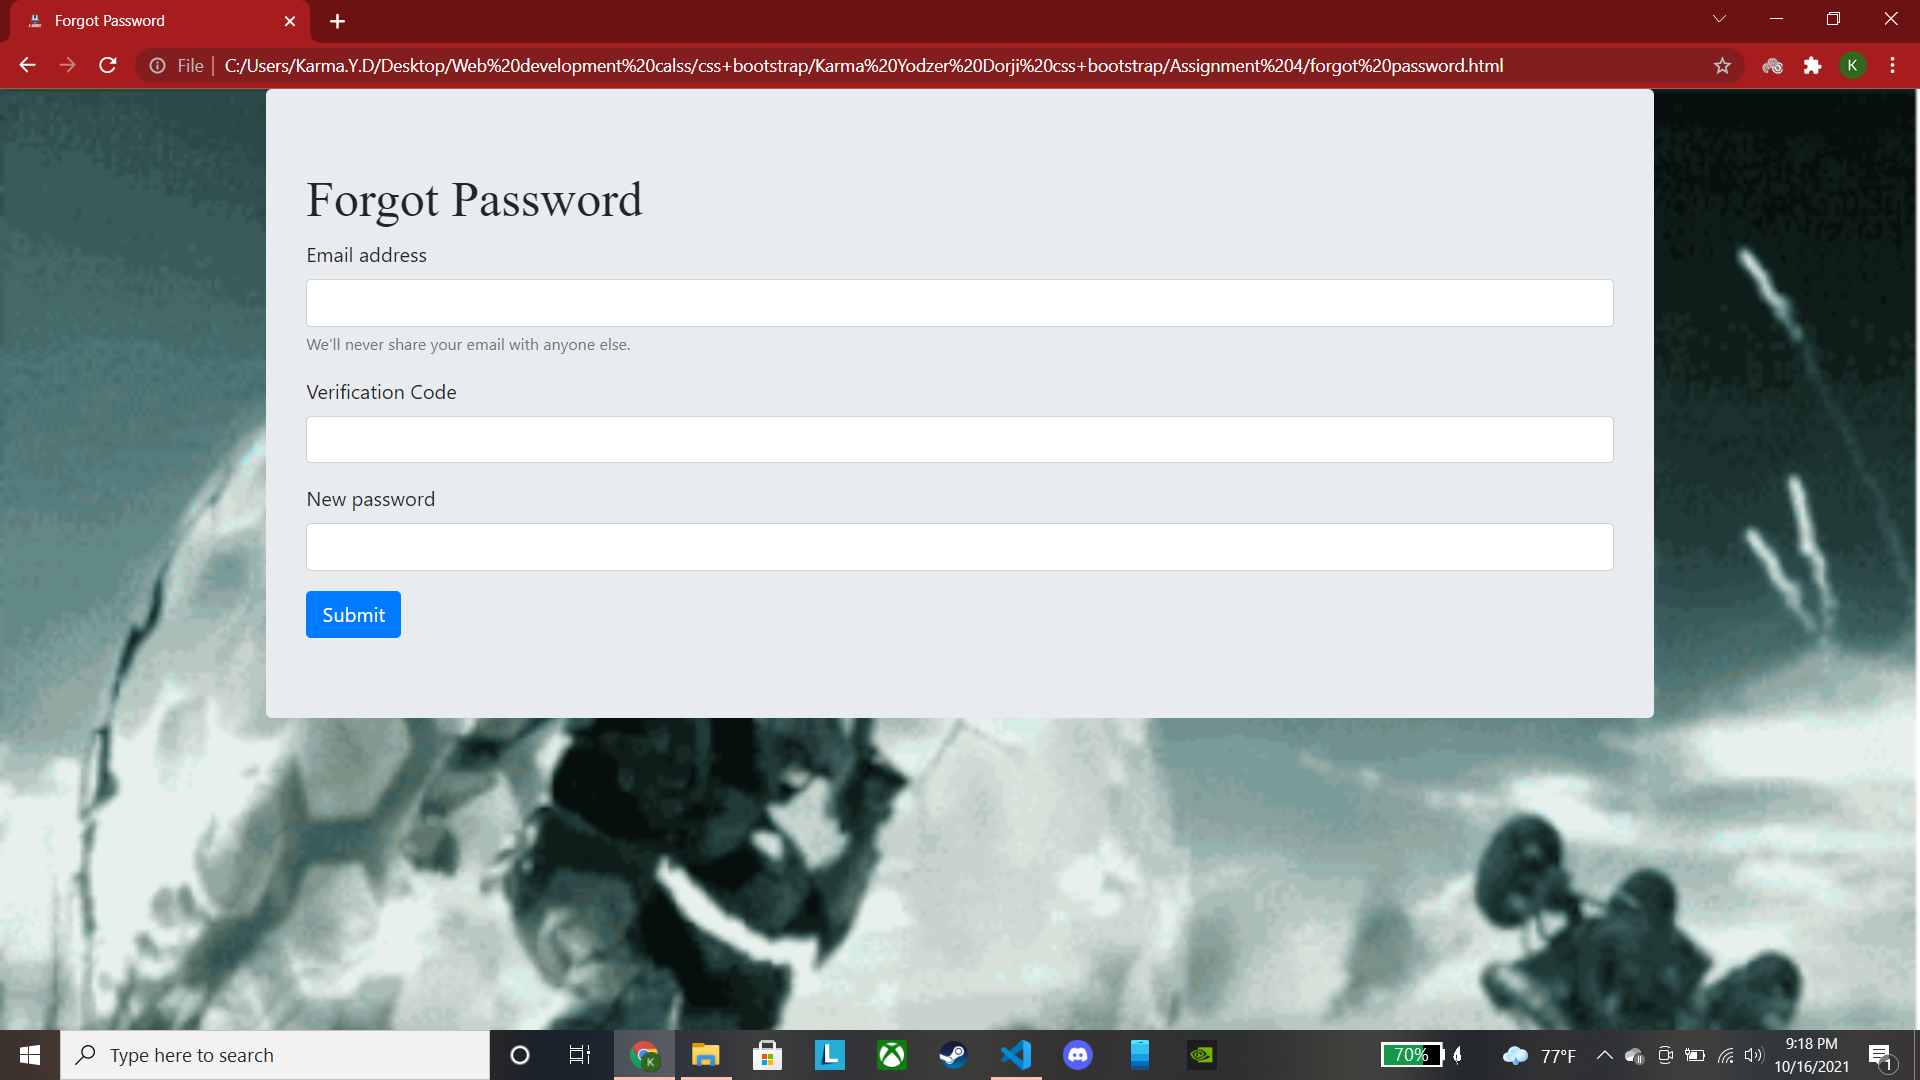 Forgot Password
File
C:/Users/Karma.Y.D/Desktop/Web%20development%20calss/css+bootstrap/Karma%20Yodzer%20Dorji%20css+bootstrap/Assignment%204/forgot%20password.html
K
Forgot Password
Email address
We'll never share your email with anyone else.
Verification Code
New password
Submit
Type here to search
K
L
70%
77°F
9:18 PM
10/16/2021
1